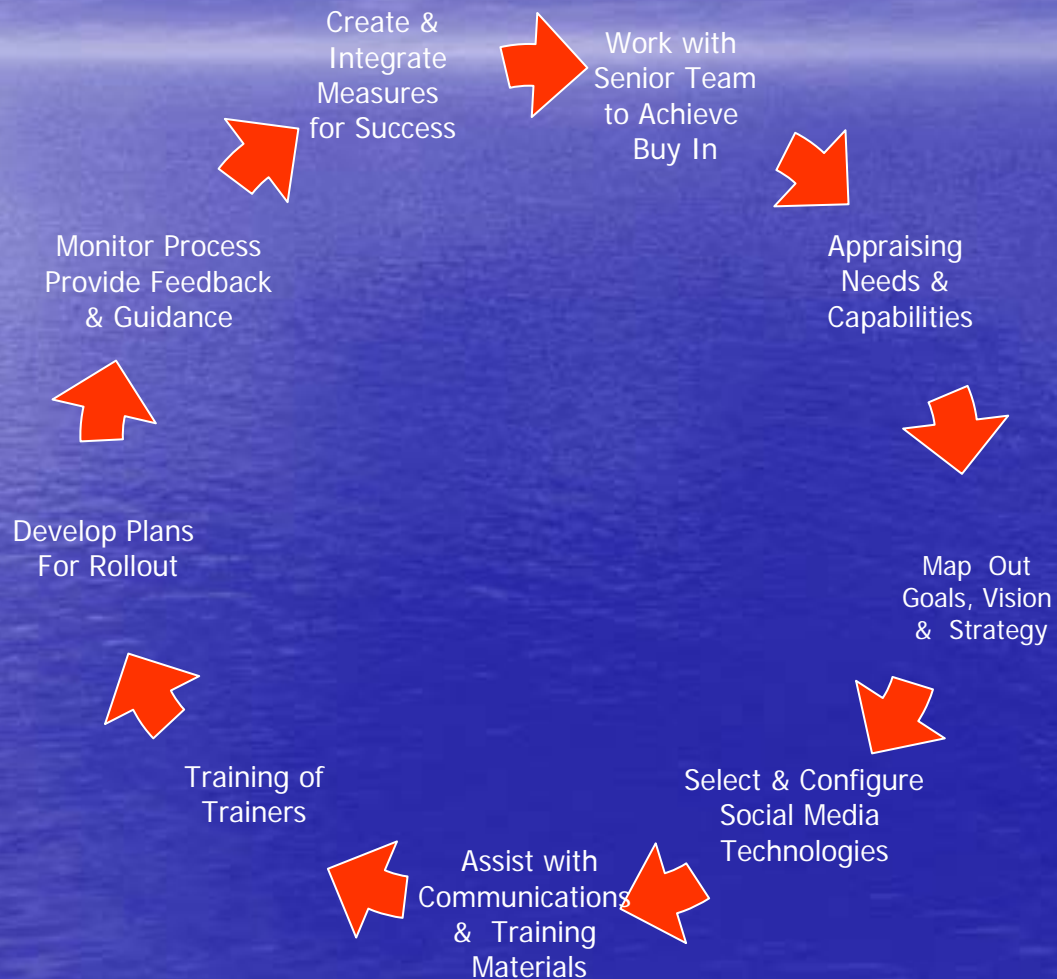 Create &
Integrate
Measures
for Success
Work with
Senior Team
to Achieve
Buy In
Appraising
Needs &
Capabilities
Map Out
Goals, Vision
& Strategy
Select & Configure
Social Media
Technologies
Assist with
Communications
& Training
Materials
Training of
Trainers
Develop Plans
For Rollout
Monitor Process
Provide Feedback
& Guidance